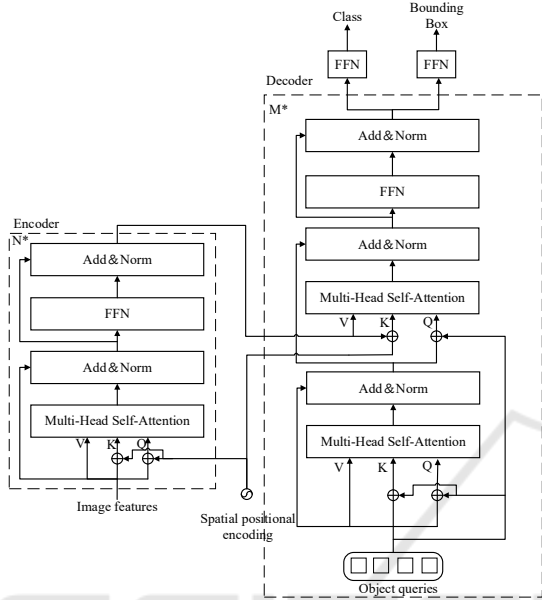 Class
Bounding
Box
FFN
FFN
Decoder
M*
Add&Norm
FFN
Add&Norm
Multi-Head Self-Attention
V
K
Q
Add&Norm
Multi-Head Self-Attention
V
K
Q
Object queries
Encoder
N*
Add&Norm
FFN
Add&Norm
Multi-Head Self-Attention
V
K
Q
Image features
Spatial positional
encoding